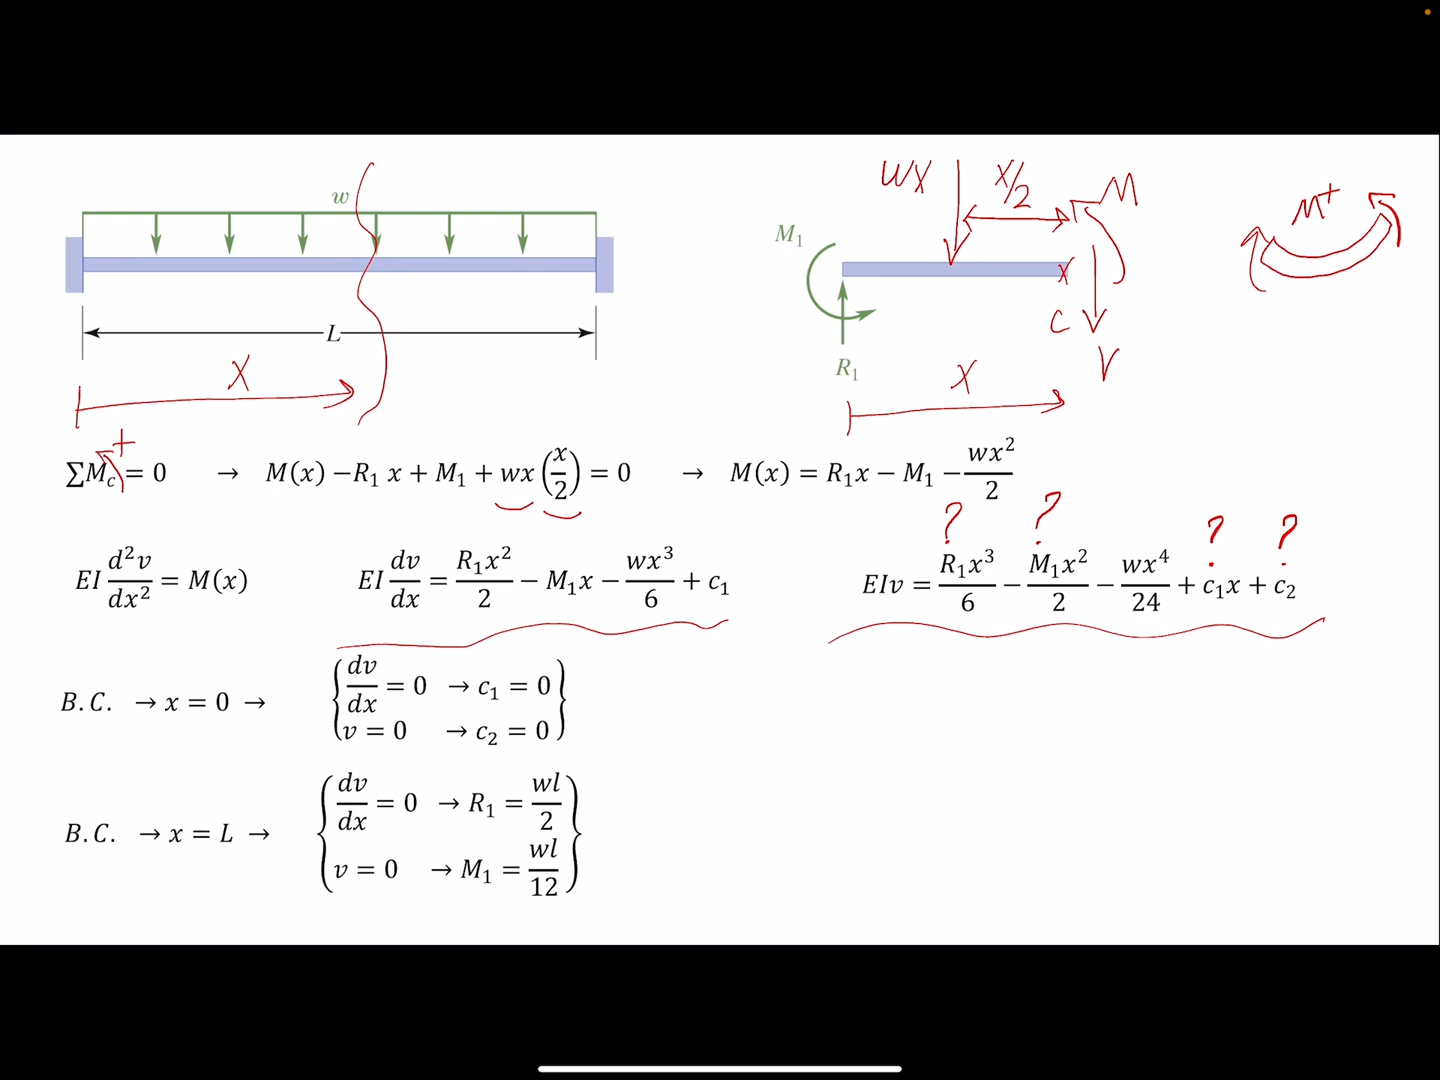 w
L
X
wx
x/2
M
M⁺
M₁
X
C
V
R₁
X
+
∑M_c = 0 → M(x) −R₁ x + M₁ + wx (x/2) = 0 → M(x) = R₁x − M₁ − wx²/2
? ? ? ?
EI d²v/dx² = M(x) EI dv/dx = R₁x²/2 − M₁x − wx³/6 + c₁ EIv = R₁x³/6 − M₁x²/2 − wx⁴/24 + c₁x + c₂
B.C. → x = 0 → { dv/dx = 0 → c₁ = 0
v = 0 → c₂ = 0 }
B.C. → x = L → { dv/dx = 0 → R₁ = wl/2
v = 0 → M₁ = wl/12 }